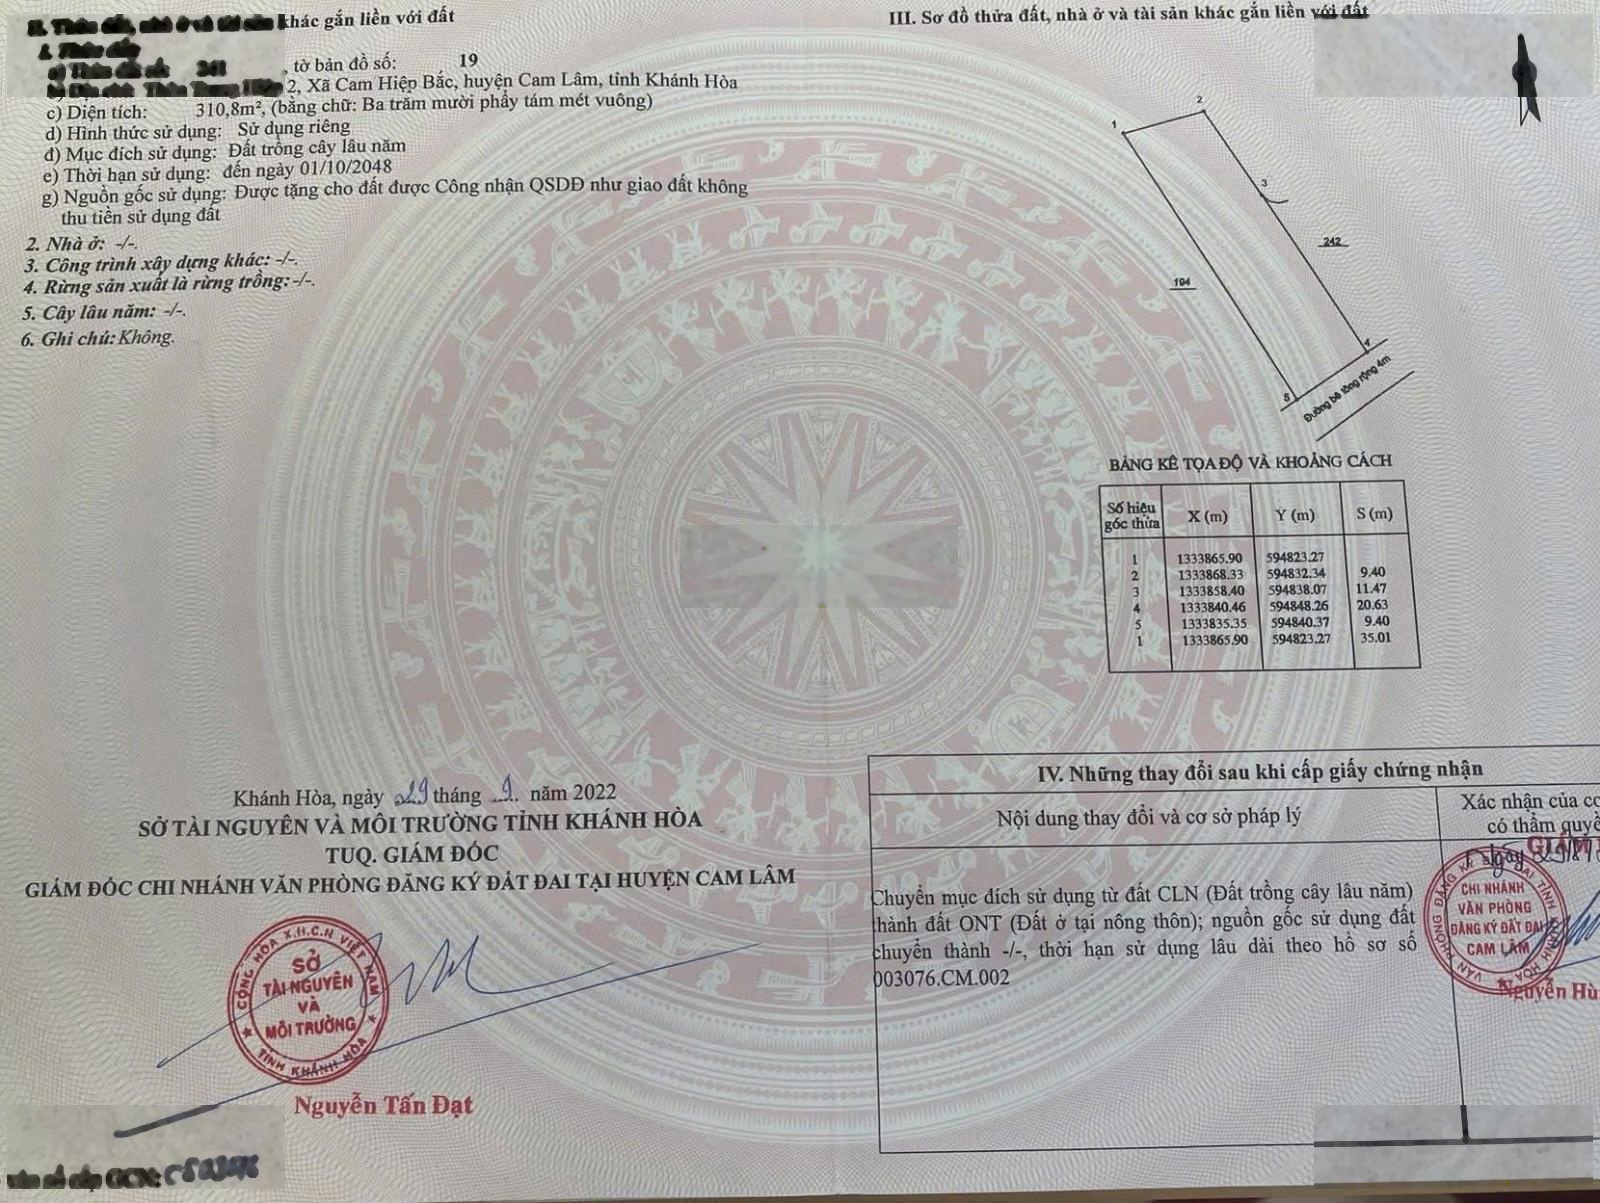 khác gắn liền với đất
, tờ bản đồ số: 19
2, Xã Cam Hiệp Bắc, huyện Cam Lâm, tỉnh Khánh Hòa
c) Diện tích: 310,8m², (bằng chữ: Ba trăm mười phẩy tám mét vuông)
d) Hình thức sử dụng: Sử dụng riêng
đ) Mục đích sử dụng: Đất trồng cây lâu năm
e) Thời hạn sử dụng: đến ngày 01/10/2048
g) Nguồn gốc sử dụng: Được tặng cho đất được Công nhận QSDĐ như giao đất không
thu tiền sử dụng đất
2. Nhà ở: -/-.
3. Công trình xây dựng khác: -/-.
4. Rừng sản xuất là rừng trồng: -/-.
5. Cây lâu năm: -/-.
6. Ghi chú: Không.
Khánh Hòa, ngày 29 tháng 9 năm 2022
SỞ TÀI NGUYÊN VÀ MÔI TRƯỜNG TỈNH KHÁNH HÒA
TUQ. GIÁM ĐỐC
GIÁM ĐỐC CHI NHÁNH VĂN PHÒNG ĐĂNG KÝ ĐẤT ĐAI TẠI HUYỆN CAM LÂM
CỘNG HÒA X.H.C.N VIỆT NAM
SỞ
TÀI NGUYÊN
VÀ
MÔI TRƯỜNG
TỈNH KHÁNH HÒA
Nguyễn Tấn Đạt
III. Sơ đồ thửa đất, nhà ở và tài sản khác gắn liền với đất
1
2
3
242
194
4
5
Đường bê tông rộng 4m
BẢNG KÊ TỌA ĐỘ VÀ KHOẢNG CÁCH
Số hiệu góc thửa X (m) Y (m) S (m)
1 1333865.90 594823.27
2 1333868.33 594832.34 9.40
3 1333858.40 594838.07 11.47
4 1333840.46 594848.26 20.63
5 1333835.35 594840.37 9.40
1 1333865.90 594823.27 35.01
IV. Những thay đổi sau khi cấp giấy chứng nhận
Nội dung thay đổi và cơ sở pháp lý
Xác nhận của
có thẩm
Chuyển mục đích sử dụng từ đất CLN (Đất trồng cây lâu năm)
thành đất ONT (Đất ở tại nông thôn); nguồn gốc sử dụng đất
chuyển thành -/-, thời hạn sử dụng lâu dài theo hồ sơ số
003076.CM.002
Ngày
CHI NHÁNH
VĂN PHÒNG
ĐĂNG KÝ ĐẤT ĐAI
CAM LÂM
Nguyễn